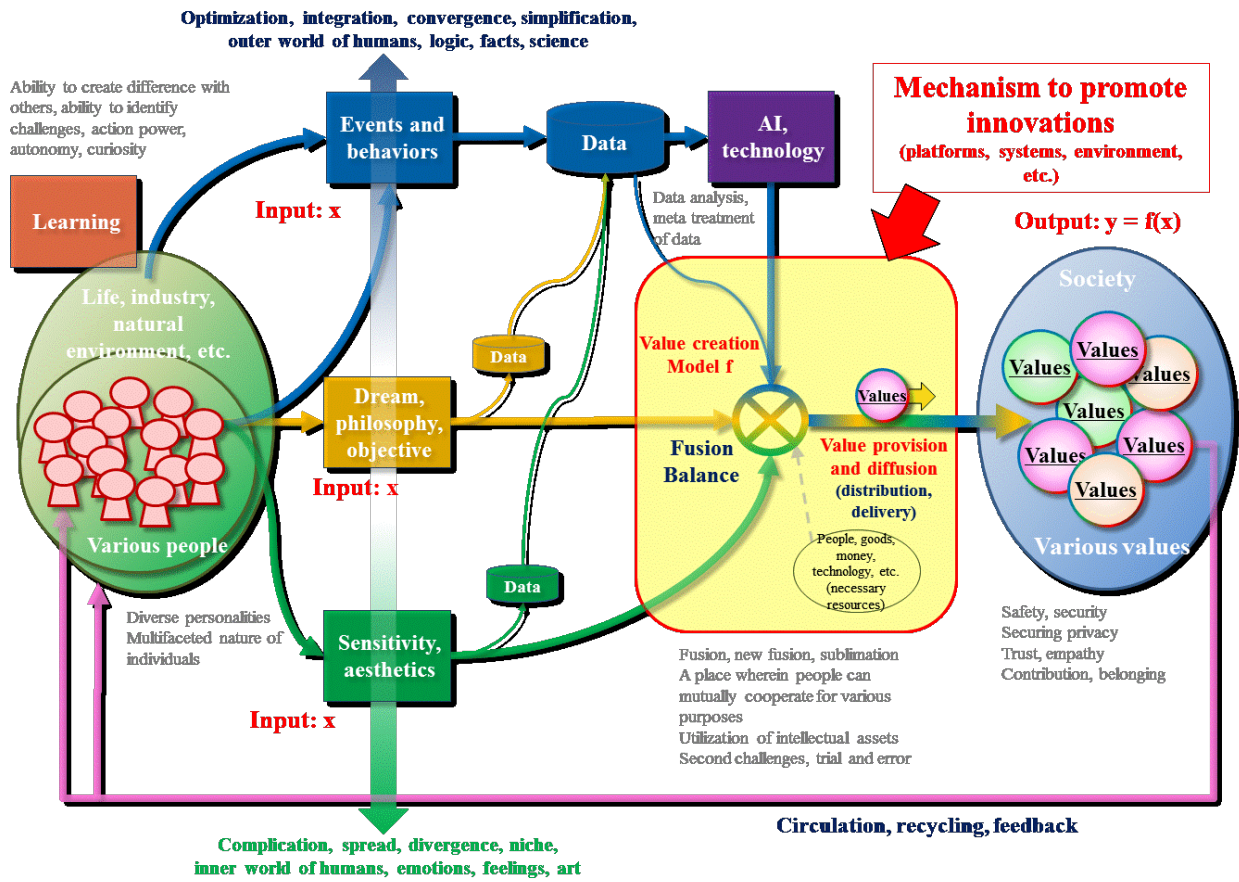 Optimization, integration, convergence, simplification,
outer world of humans, logic, facts, science
Ability to create difference with
others, ability to identify
challenges, action power,
autonomy, curiosity
Learning
Events and
behaviors
Input: x
Data
AI,
technology
Data analysis,
meta treatment
of data
Mechanism to promote
innovations
(platforms, systems, environment,
etc.)
Output: y = f(x)
Life, industry,
natural
environment, etc.
Various people
Diverse personalities
Multifaceted nature of
individuals
Dream,
philosophy,
objective
Input: x
Data
Data
Sensitivity,
aesthetics
Input: x
Value creation
Model f
Fusion
Balance
Values
Value provision
and diffusion
(distribution,
delivery)
People, goods,
money,
technology, etc.
(necessary
resources)
Fusion, new fusion, sublimation
A place wherein people can
mutually cooperate for various
purposes
Utilization of intellectual assets
Second challenges, trial and error
Society
Values
Values
Values
Values
Values
Values
Values
Various values
Safety, security
Securing privacy
Trust, empathy
Contribution, belonging
Circulation, recycling, feedback
Complication, spread, divergence, niche,
inner world of humans, emotions, feelings, art